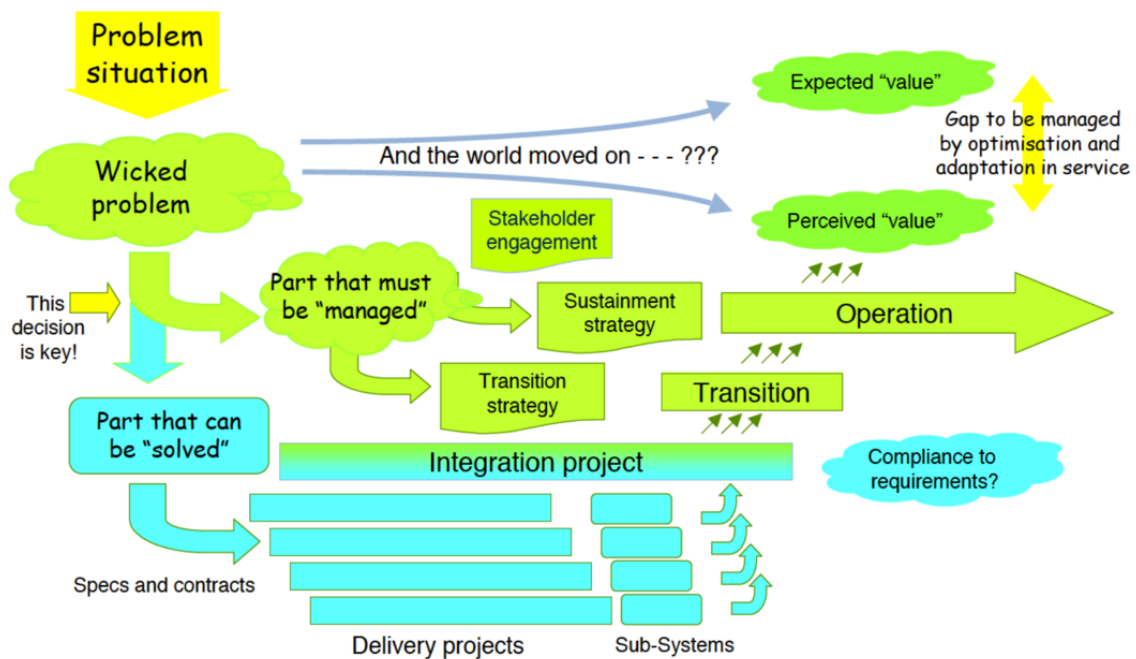 Problem
situation
Expected “value”
Gap to be managed
by optimisation and
adaptation in service
And the world moved on - - - ???
Wicked
problem
Perceived “value”
Stakeholder
engagement
This
decision
is key!
Part that must
be “managed”
Sustainment
strategy
Operation
Transition
strategy
Transition
Part that can
be “solved”
Integration project
Compliance to
requirements?
Specs and contracts
Delivery projects
Sub-Systems